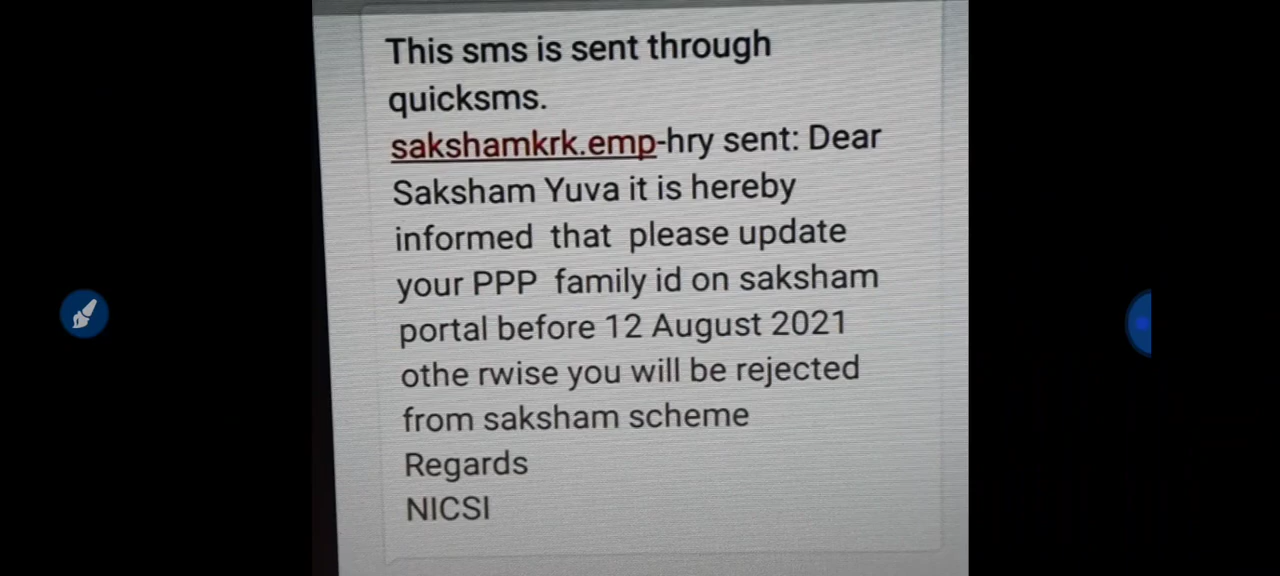 This sms is sent through
quicksms.
sakshamkrk.emp-hry sent: Dear
Saksham Yuva it is hereby
informed  that  please update
your PPP  family id on saksham
portal before 12 August 2021
othe rwise you will be rejected
from saksham scheme
Regards
NICSI